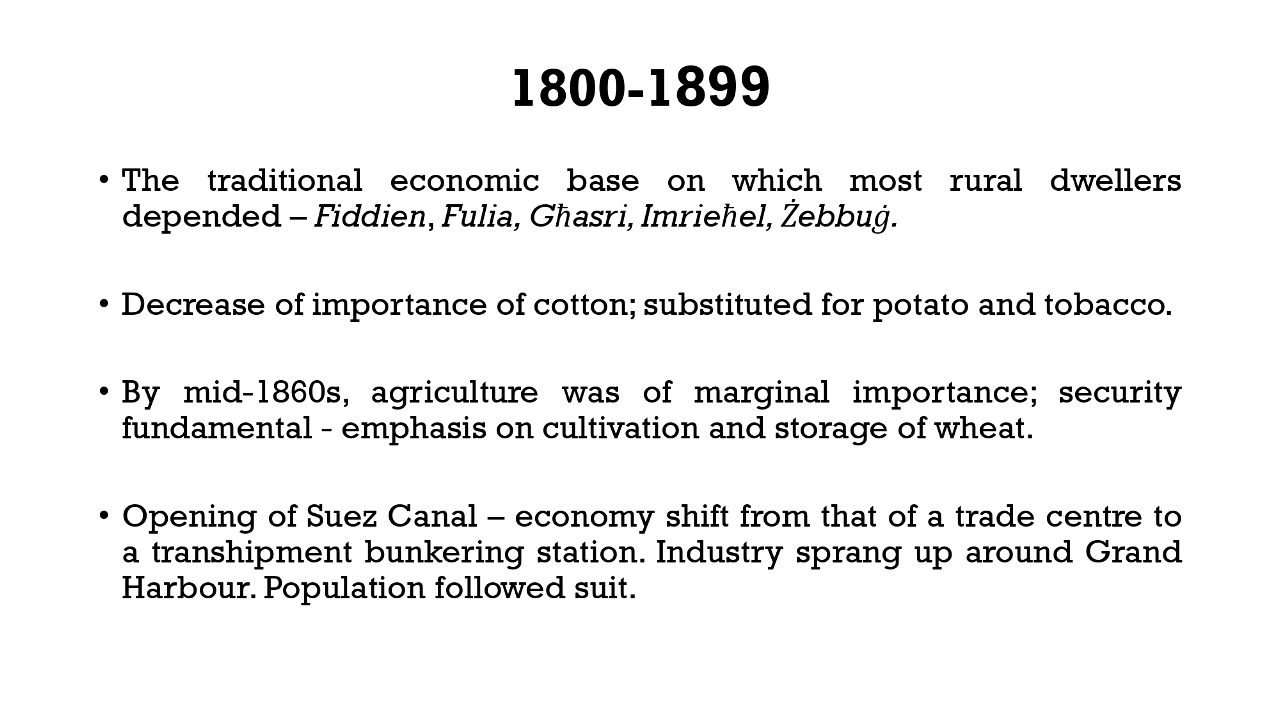 1800-1899
• The traditional economic base on which most rural dwellers
depended – Fiddien, Fulia, Għasri, Imrieħel, Żebbuġ.
• Decrease of importance of cotton; substituted for potato and tobacco.
• By mid-1860s, agriculture was of marginal importance; security
fundamental - emphasis on cultivation and storage of wheat.
• Opening of Suez Canal – economy shift from that of a trade centre to
a transhipment bunkering station. Industry sprang up around Grand
Harbour. Population followed suit.